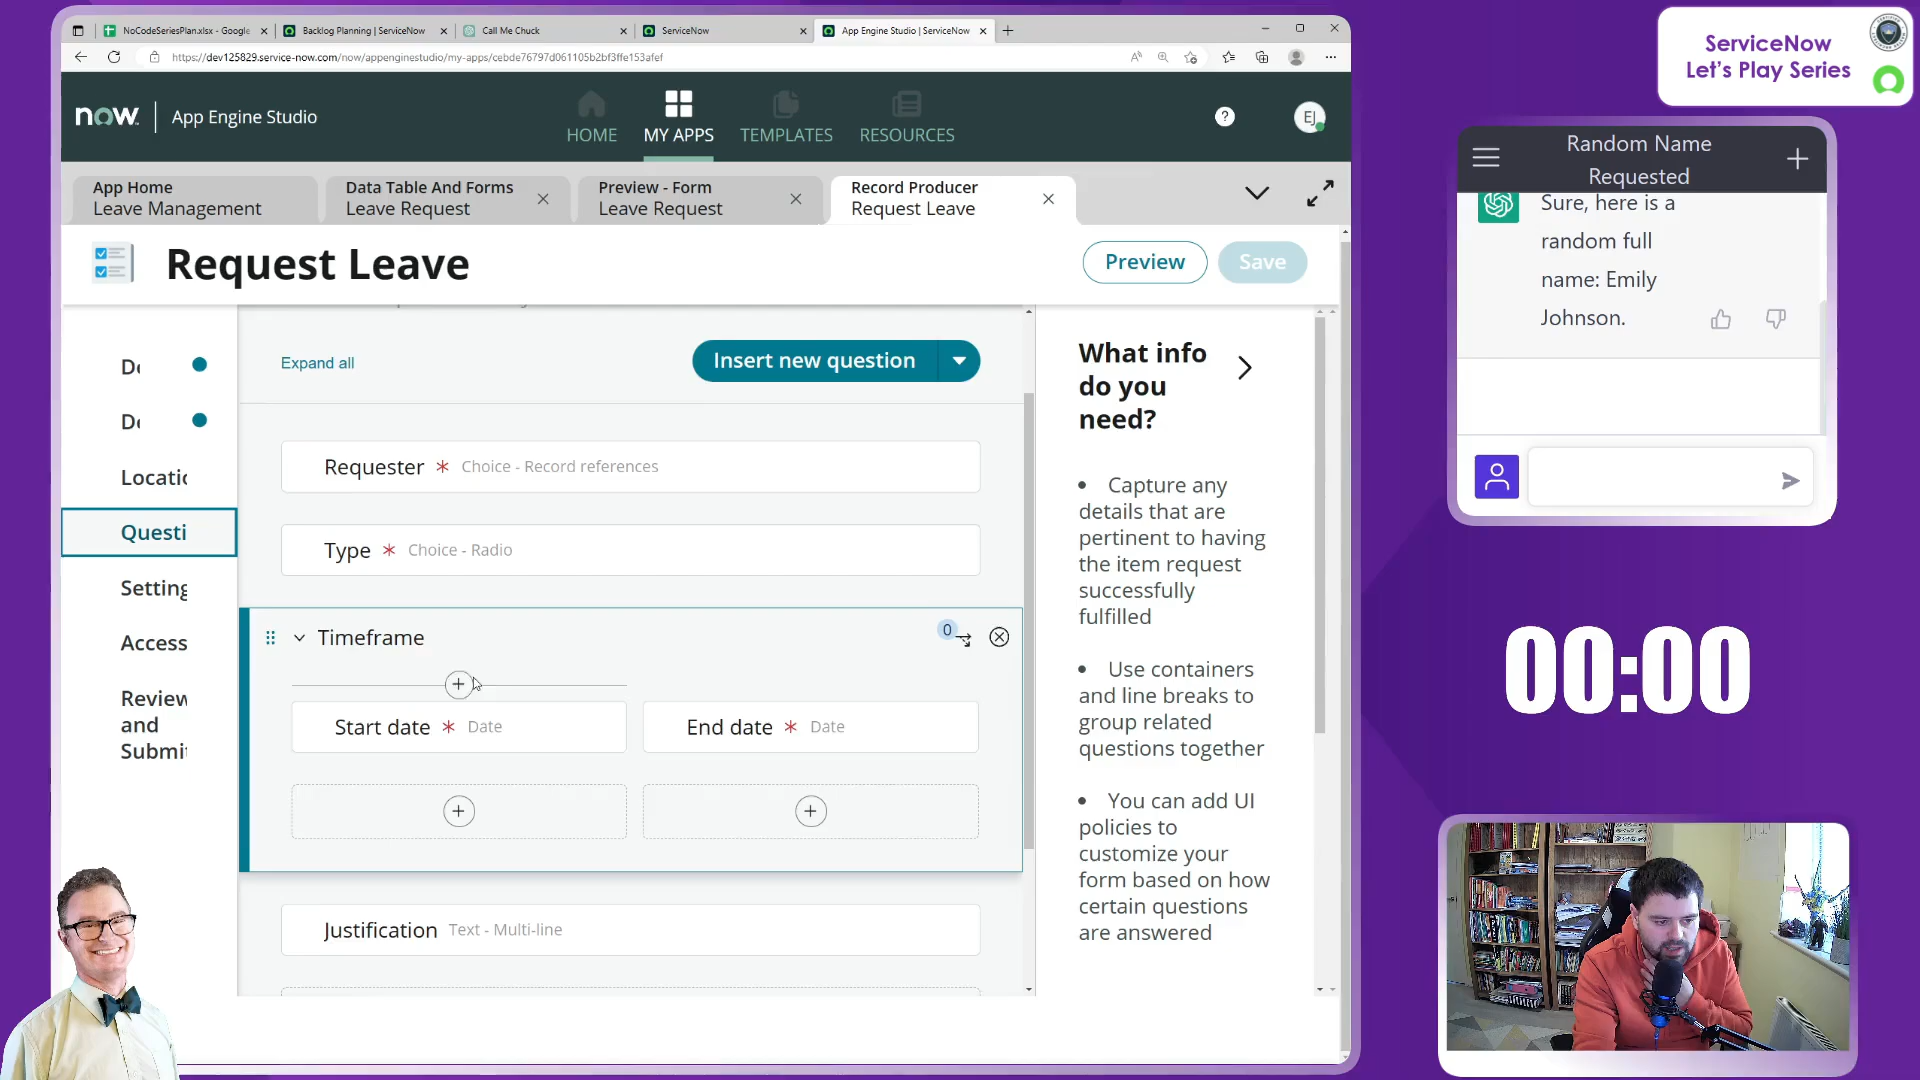 NoCodeSeriesPlan.xlsx - Google
Backlog Planning | ServiceNow
Call Me Chuck
ServiceNow
App Engine Studio | ServiceNow
https://dev125829.service-now.com/now/appenginestudio/my-apps/cebde76797d061105b2bf3ffe153afef
now
App Engine Studio
HOME
MY APPS
TEMPLATES
RESOURCES
?
EJ
App Home
Leave Management
Data Table And Forms
Leave Request
Preview - Form
Leave Request
Record Producer
Request Leave
Request Leave
Preview
Save
De
De
Locatic
Questi
Setting
Access
Review
and
Submi
Expand all
Insert new question
Requester * Choice - Record references
Type * Choice - Radio
Timeframe
0
Start date * Date
End date * Date
Justification Text - Multi-line
What info
do you
need?
• Capture any
details that are
pertinent to having
the item request
successfully
fulfilled
• Use containers
and line breaks to
group related
questions together
• You can add UI
policies to
customize your
form based on how
certain questions
are answered
ServiceNow
Let's Play Series
Random Name
Requested
Sure, here is a
random full
name: Emily
Johnson.
00:00